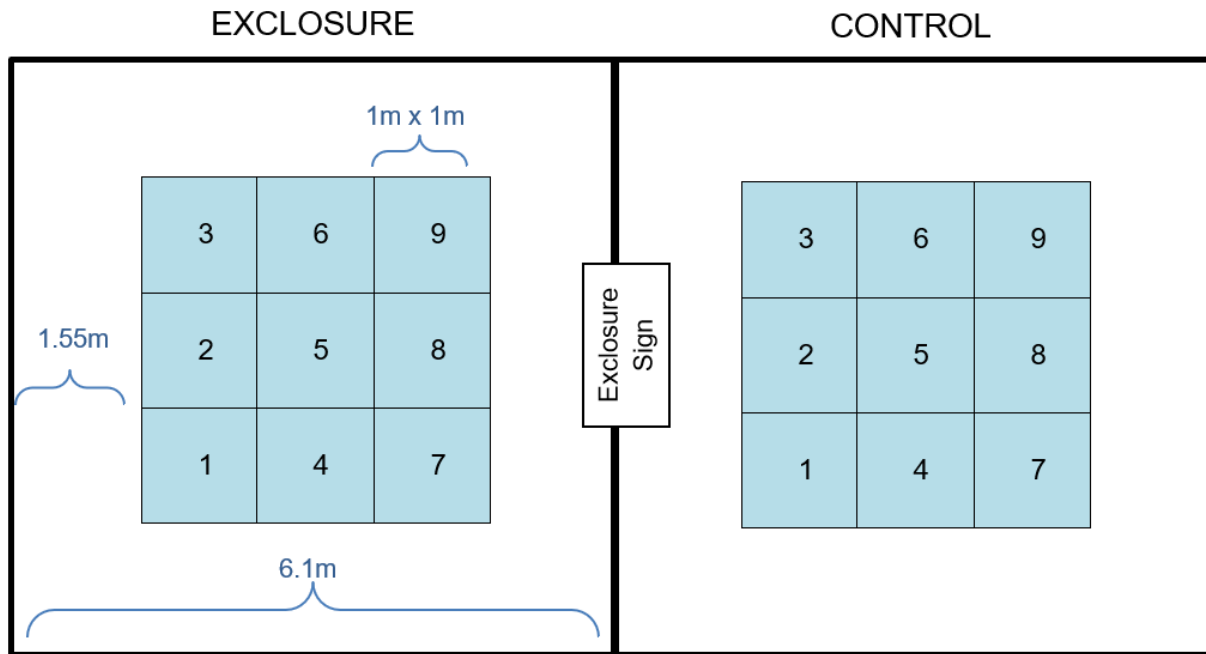 EXCLOSURE
CONTROL
1m x 1m
3 6 9
3 6 9
Exclosure
Sign
1.55m
2 5 8
2 5 8
1 4 7
1 4 7
6.1m